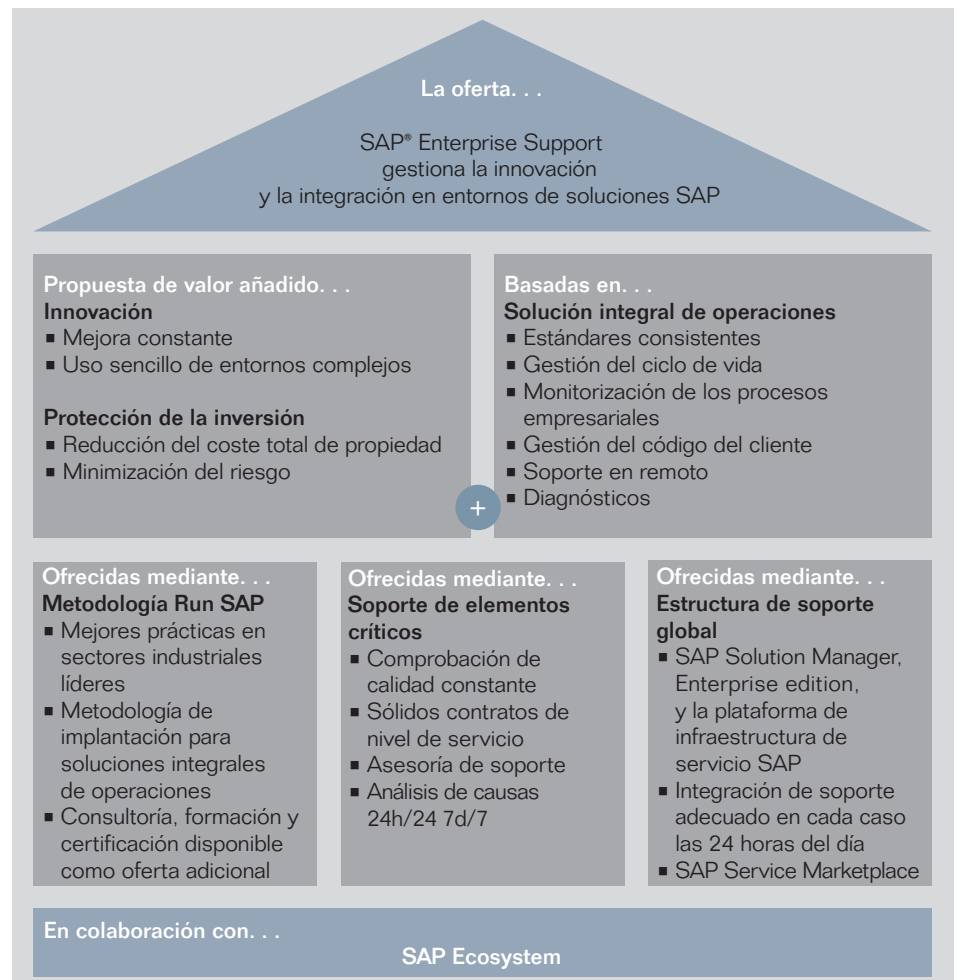 La oferta. . .
SAP® Enterprise Support
gestiona la innovación
y la integración en entornos de soluciones SAP
Propuesta de valor añadido. . .
Innovación
▪ Mejora constante
▪ Uso sencillo de entornos complejos
Protección de la inversión
▪ Reducción del coste total de propiedad
▪ Minimización del riesgo
Basadas en. . .
Solución integral de operaciones
▪ Estándares consistentes
▪ Gestión del ciclo de vida
▪ Monitorización de los procesos
empresariales
▪ Gestión del código del cliente
▪ Soporte en remoto
▪ Diagnósticos
+
Ofrecidas mediante. . .
Metodología Run SAP
▪ Mejores prácticas en
sectores industriales
líderes
▪ Metodología de
implantación para
soluciones integrales
de operaciones
▪ Consultoría, formación y
certificación disponible
como oferta adicional
Ofrecidas mediante. . .
Soporte de elementos
críticos
▪ Comprobación de
calidad constante
▪ Sólidos contratos de
nivel de servicio
▪ Asesoría de soporte
▪ Análisis de causas
24h/24 7d/7
Ofrecidas mediante. . .
Estructura de soporte
global
▪ SAP Solution Manager,
Enterprise edition,
y la plataforma de
infraestructura de
servicio SAP
▪ Integración de soporte
adecuado en cada caso
las 24 horas del día
▪ SAP Service Marketplace
En colaboración con. . .
SAP Ecosystem